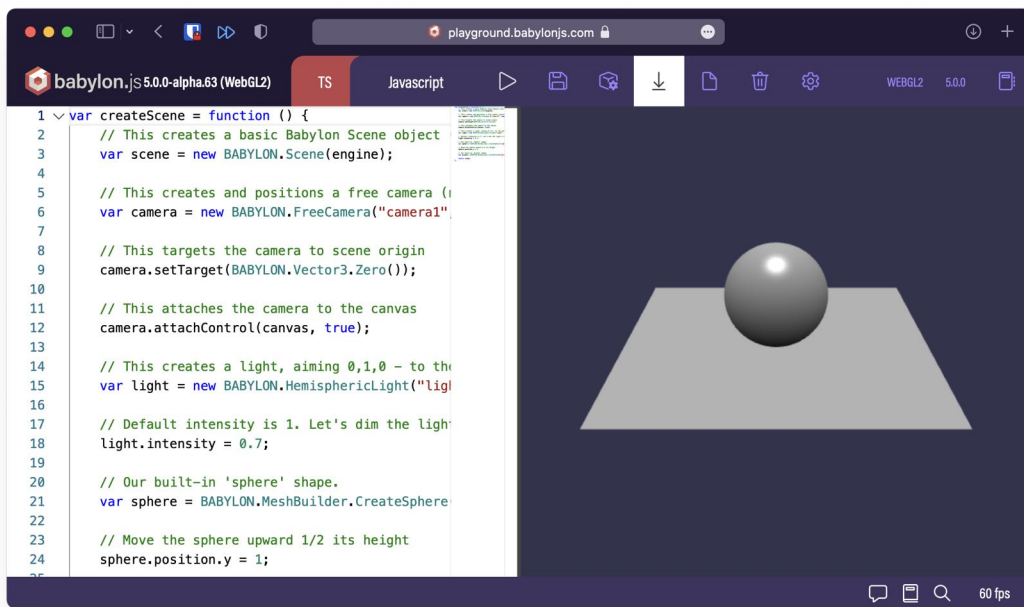 playground.babylonjs.com
babylon.js 5.0.0-alpha.63 (WebGL2) TS Javascript WEBGL2 5.0.0
1 var createScene = function () {
2 // This creates a basic Babylon Scene object
3 var scene = new BABYLON.Scene(engine);
4
5 // This creates and positions a free camera (
6 var camera = new BABYLON.FreeCamera("camera1",
7
8 // This targets the camera to scene origin
9 camera.setTarget(BABYLON.Vector3.Zero());
10
11 // This attaches the camera to the canvas
12 camera.attachControl(canvas, true);
13
14 // This creates a light, aiming 0,1,0 – to the
15 var light = new BABYLON.HemisphericLight("lig
16
17 // Default intensity is 1. Let's dim the light
18 light.intensity = 0.7;
19
20 // Our built-in 'sphere' shape.
21 var sphere = BABYLON.MeshBuilder.CreateSphere
22
23 // Move the sphere upward 1/2 its height
24 sphere.position.y = 1;
60 fps